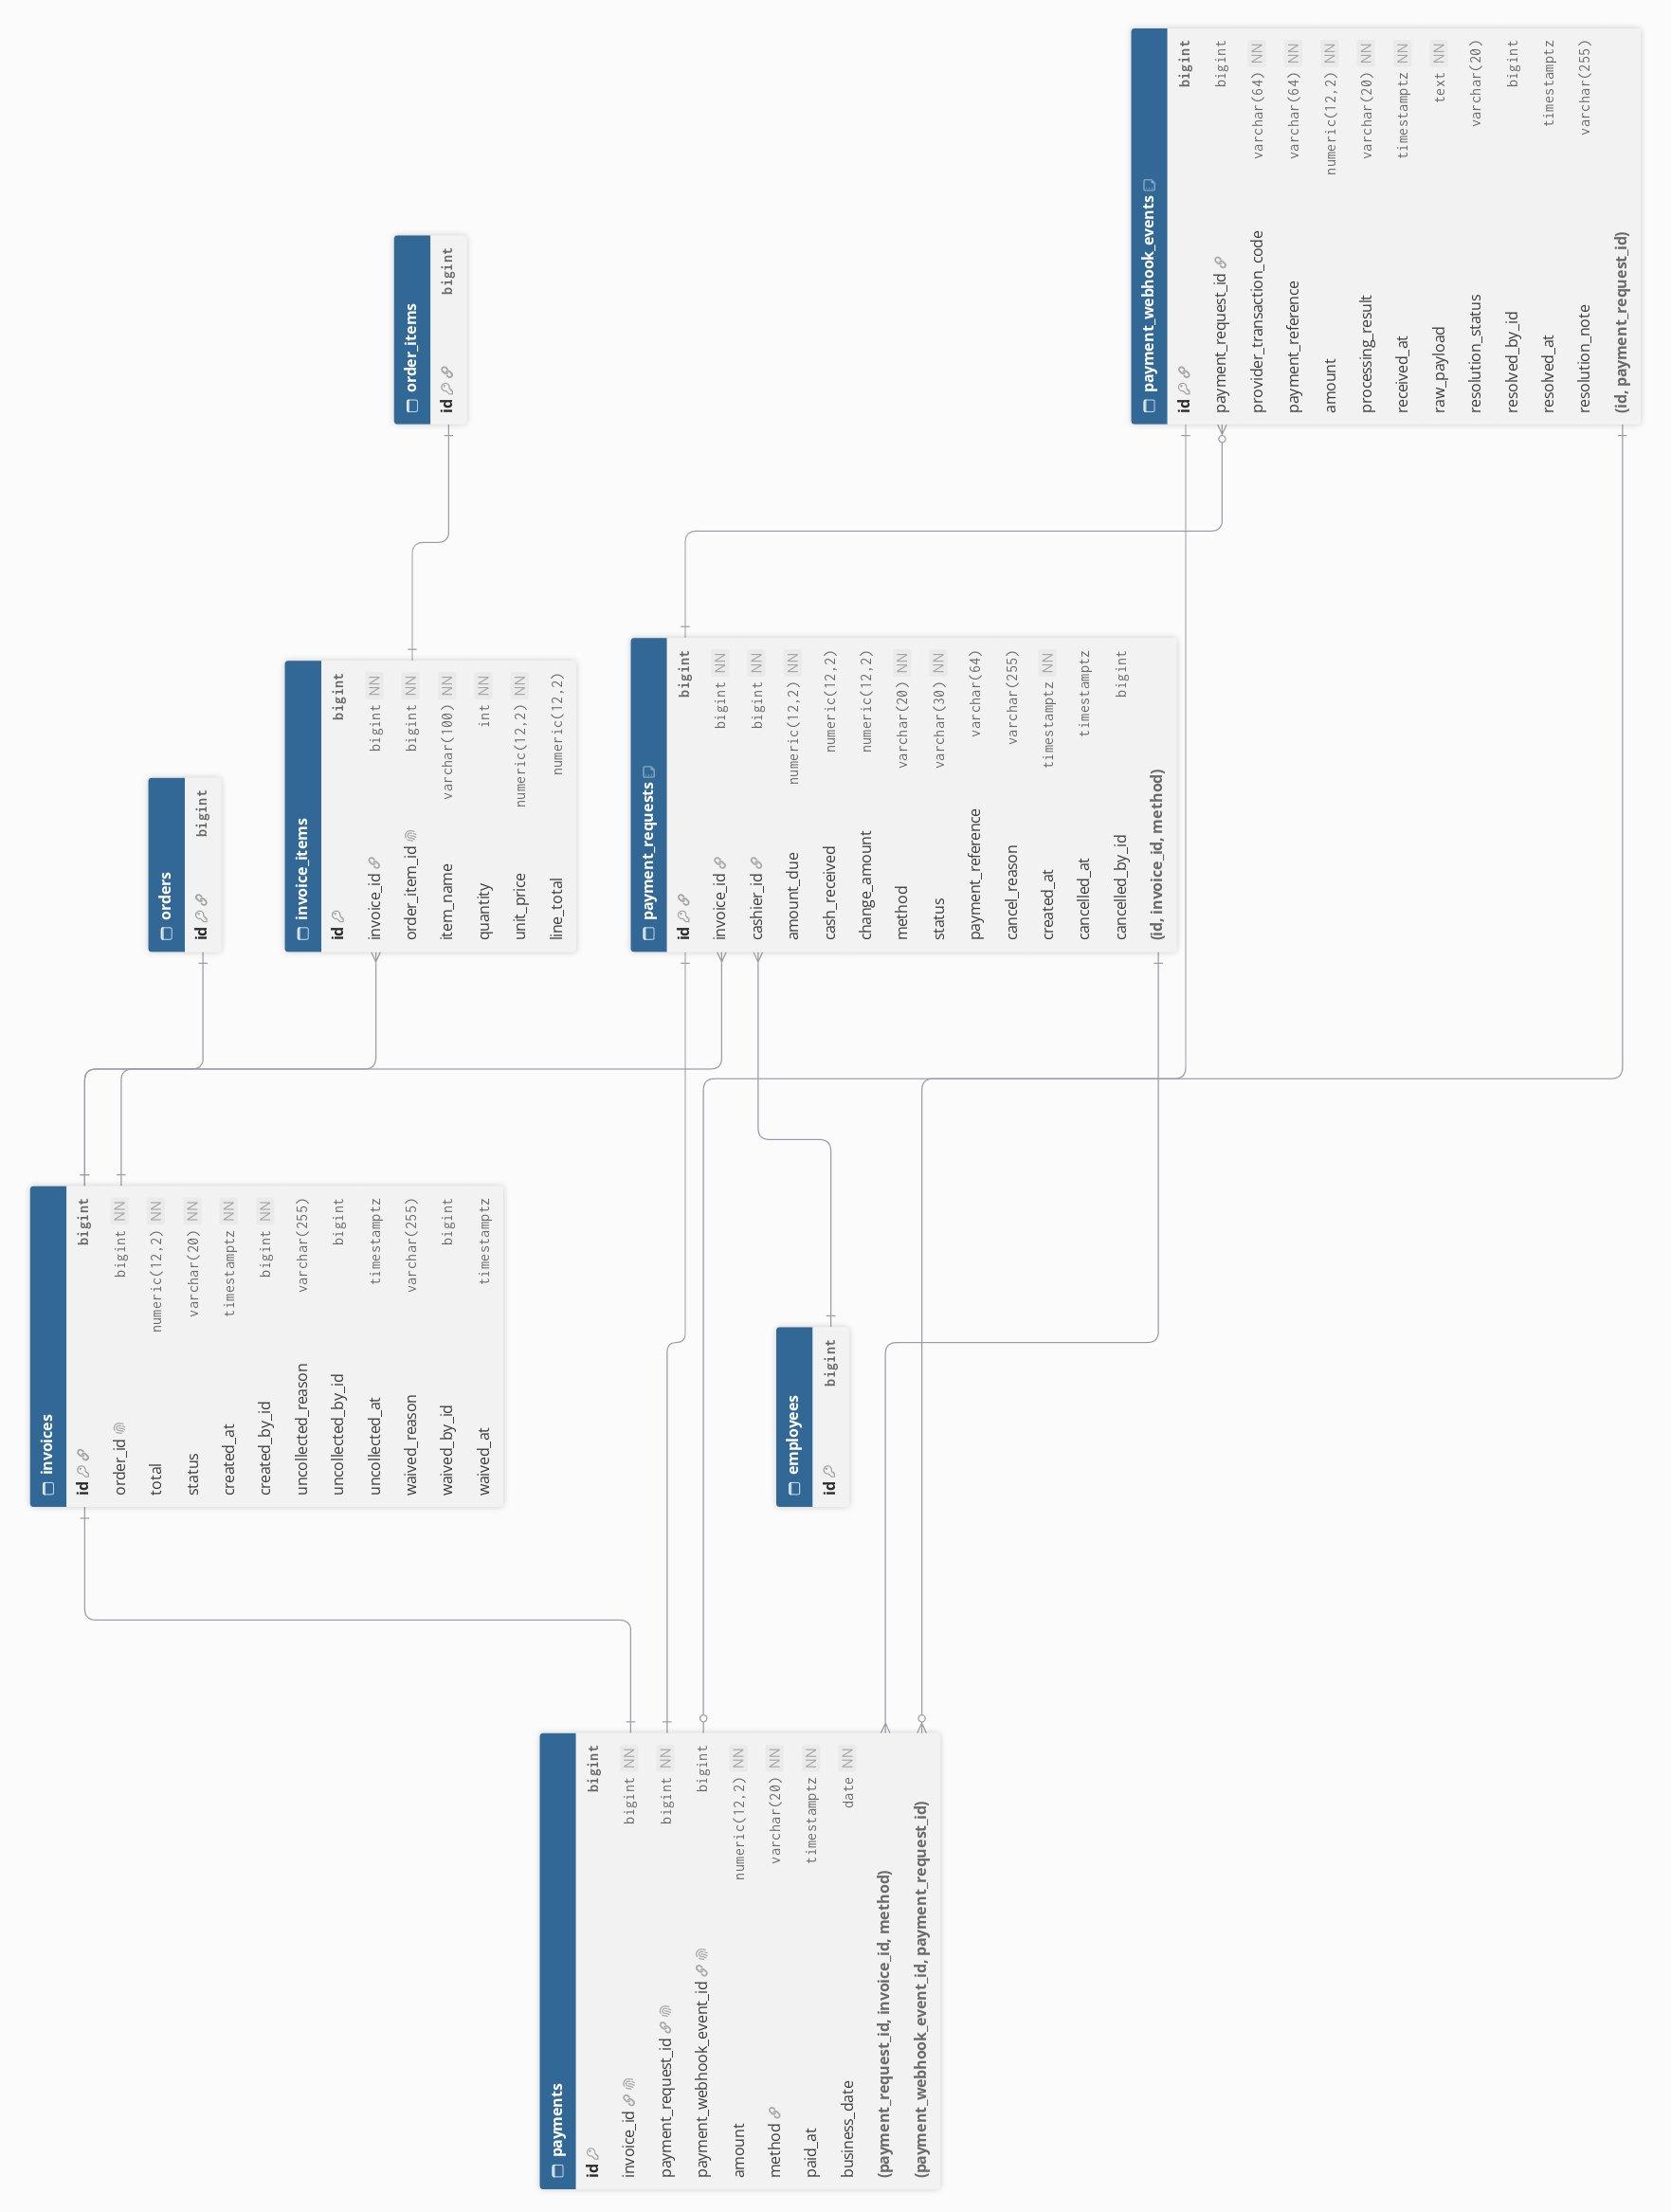 payments
id bigint
invoice_id bigint NN
payment_request_id bigint NN
payment_webhook_event_id bigint
amount numeric(12,2) NN
method varchar(20) NN
paid_at timestamptz NN
business_date date NN
(payment_request_id, invoice_id, method)
(payment_webhook_event_id, payment_request_id)
invoices
id bigint
order_id bigint NN
total numeric(12,2) NN
status varchar(20) NN
created_at timestamptz NN
created_by_id bigint NN
uncollected_reason varchar(255)
uncollected_by_id bigint
uncollected_at timestamptz
waived_reason varchar(255)
waived_by_id bigint
waived_at timestamptz
employees
id bigint
orders
id bigint
invoice_items
id bigint
invoice_id bigint NN
order_item_id bigint NN
item_name varchar(100) NN
quantity int NN
unit_price numeric(12,2) NN
line_total numeric(12,2)
payment_requests
id bigint
invoice_id bigint NN
cashier_id bigint NN
amount_due numeric(12,2) NN
cash_received numeric(12,2)
change_amount numeric(12,2)
method varchar(20) NN
status varchar(30) NN
payment_reference varchar(64)
cancel_reason varchar(255)
created_at timestamptz NN
cancelled_at timestamptz
cancelled_by_id bigint
(id, invoice_id, method)
order_items
id bigint
payment_webhook_events
id bigint
payment_request_id bigint
provider_transaction_code varchar(64) NN
payment_reference varchar(64) NN
amount numeric(12,2) NN
processing_result varchar(20) NN
received_at timestamptz NN
raw_payload text NN
resolution_status varchar(20)
resolved_by_id bigint
resolved_at timestamptz
resolution_note varchar(255)
(id, payment_request_id)